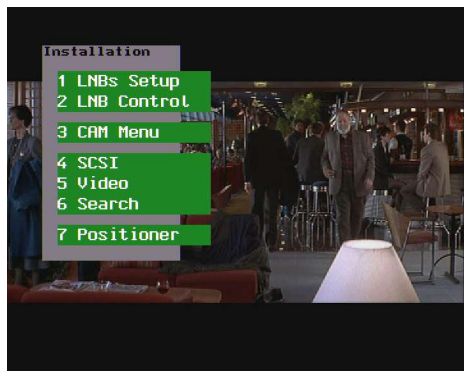 Installation
1 LNBs Setup
2 LNB Control
3 CAM Menu
4 SCSI
5 Video
6 Search
7 Positioner